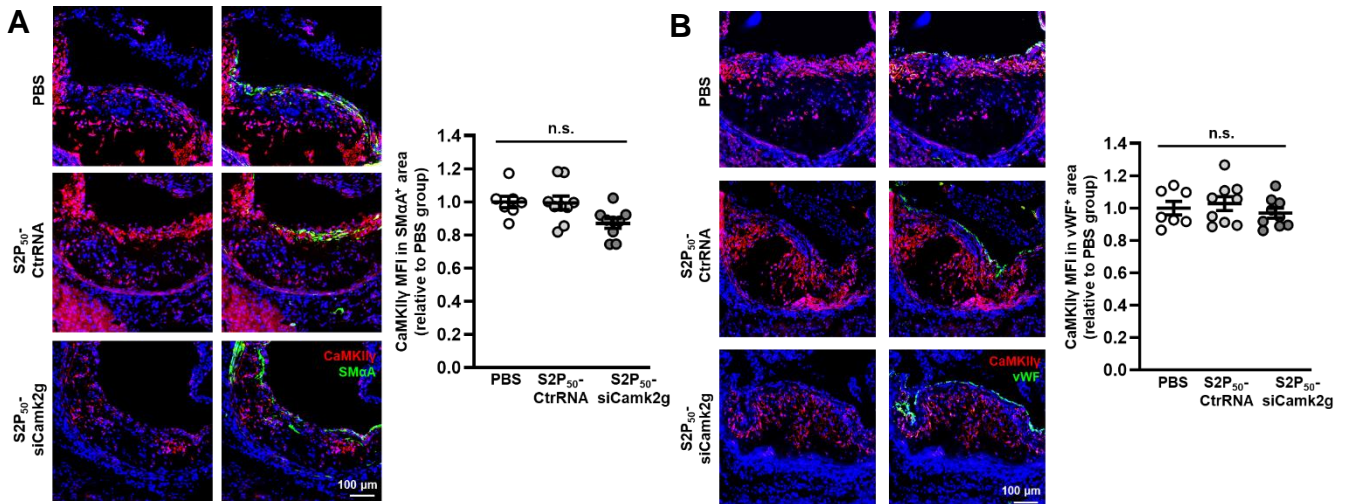 A
PBS
S2P₅₀-
CtrRNA
S2P₅₀-
siCamk2g
CaMKIIγ
SMαA
100 µm
CaMKIIγ MFI in SMαA⁺ area
(relative to PBS group)
n.s.
1.4
1.2
1.0
0.8
0.6
0.4
0.2
0.0
PBS
S2P₅₀-
CtrRNA
S2P₅₀-
siCamk2g
B
PBS
S2P₅₀-
CtrRNA
S2P₅₀-
siCamk2g
CaMKIIγ
vWF
100 µm
CaMKIIγ MFI in vWF⁺ area
(relative to PBS group)
n.s.
1.4
1.2
1.0
0.8
0.6
0.4
0.2
0.0
PBS
S2P₅₀-
CtrRNA
S2P₅₀-
siCamk2g